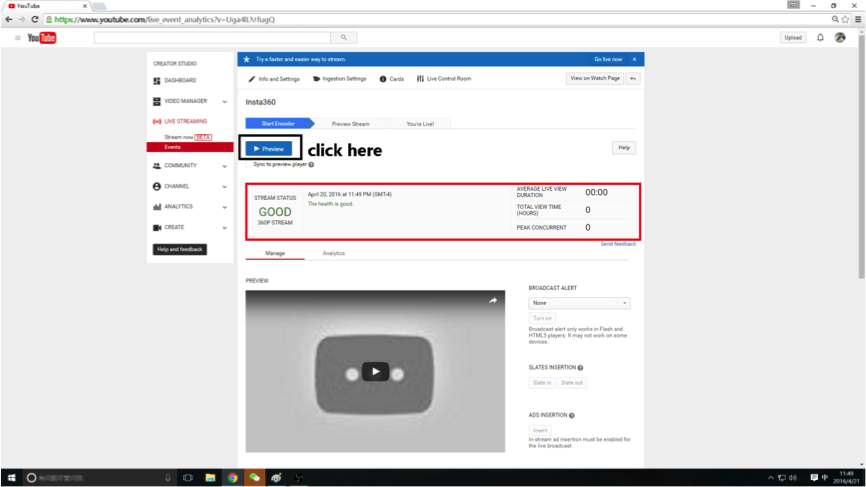 YouTube
https://www.youtube.com/live_event_analytics?v=Uga4lLMfugQ
YouTube
Upload
CREATOR STUDIO
DASHBOARD
VIDEO MANAGER
LIVE STREAMING
Stream now BETA
Events
COMMUNITY
CHANNEL
ANALYTICS
CREATE
Help and feedback
Try a faster and easier way to stream.
Go live now
Info and Settings
Ingestion Settings
Cards
Live Control Room
View on Watch Page
Insta360
Start Encoder
Preview Stream
You're Live!
Preview
click here
Help
Sync to preview player
STREAM STATUS
GOOD
360P STREAM
April 20, 2016 at 11:49 PM (GMT-4)
The health is good.
AVERAGE LIVE VIEW
DURATION
00:00
TOTAL VIEW TIME
(HOURS)
0
PEAK CONCURRENT
0
Send feedback
Manage
Analytics
PREVIEW
BROADCAST ALERT
None
Turn on
Broadcast alert only works in Flash and
HTML5 players. It may not work on some
devices.
SLATES INSERTION
Slate in
Slate out
ADS INSERTION
Insert
In-stream ad insertion must be enabled for
the live broadcast.
中
11:49
2016/4/21